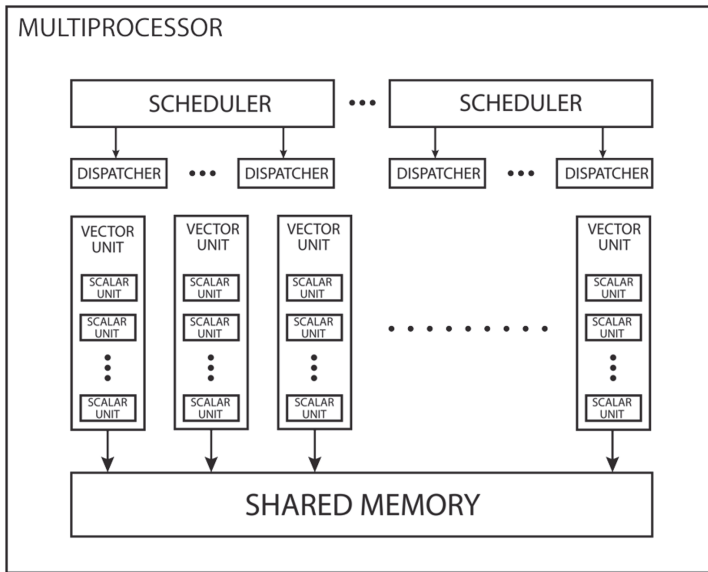 MULTIPROCESSOR
SCHEDULER ••• SCHEDULER
DISPATCHER ••• DISPATCHER DISPATCHER ••• DISPATCHER
VECTOR UNIT
SCALAR UNIT
SCALAR UNIT
SCALAR UNIT
VECTOR UNIT
SCALAR UNIT
SCALAR UNIT
SCALAR UNIT
VECTOR UNIT
SCALAR UNIT
SCALAR UNIT
SCALAR UNIT
VECTOR UNIT
SCALAR UNIT
SCALAR UNIT
SCALAR UNIT
SHARED MEMORY